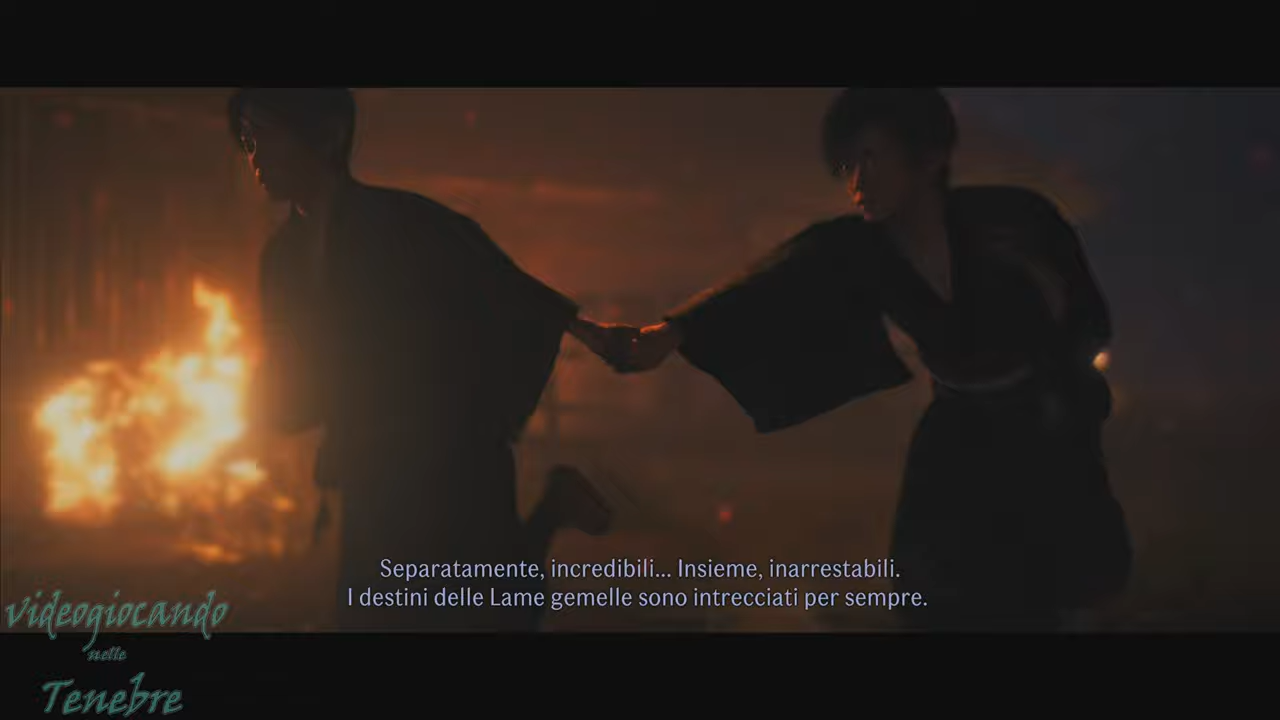 Separatamente, incredibili... Insieme, inarrestabili.
I destini delle Lame gemelle sono intrecciati per sempre.
Videogiocando
nelle
Tenebre